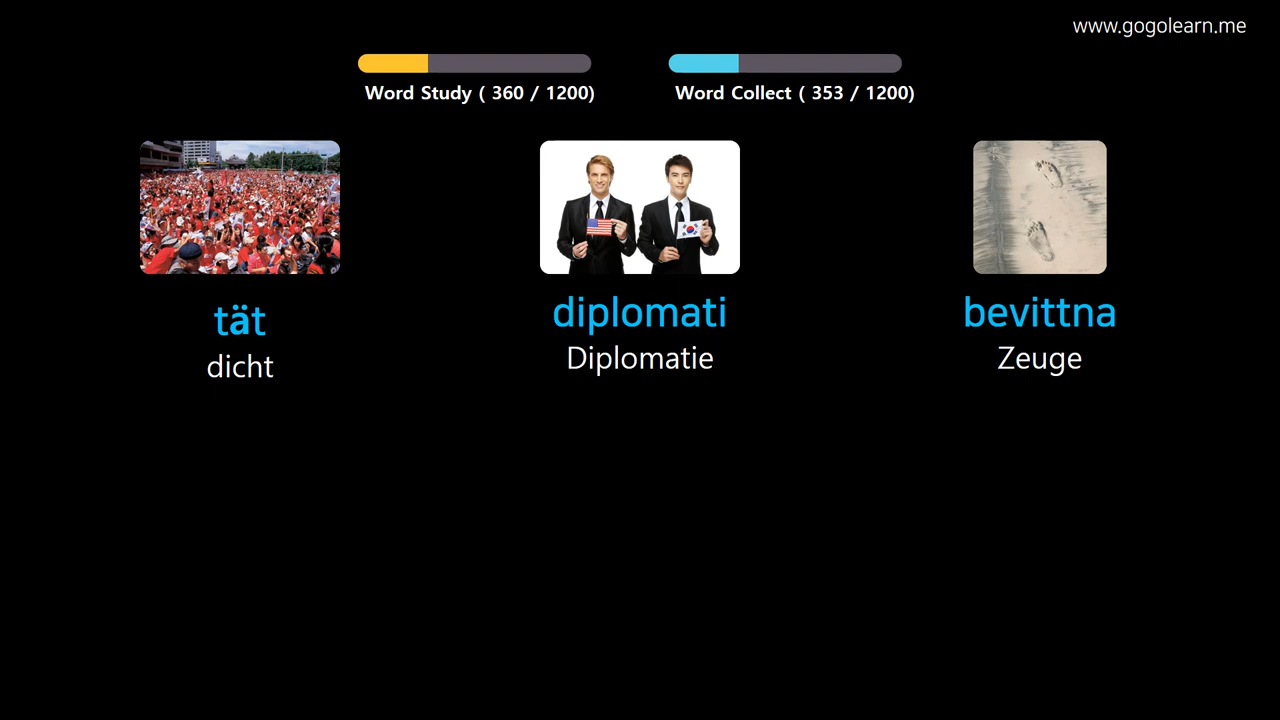 www.gogolearn.me
Word Study ( 360 / 1200)
Word Collect ( 353 / 1200)
tät
dicht
diplomati
Diplomatie
bevittna
Zeuge